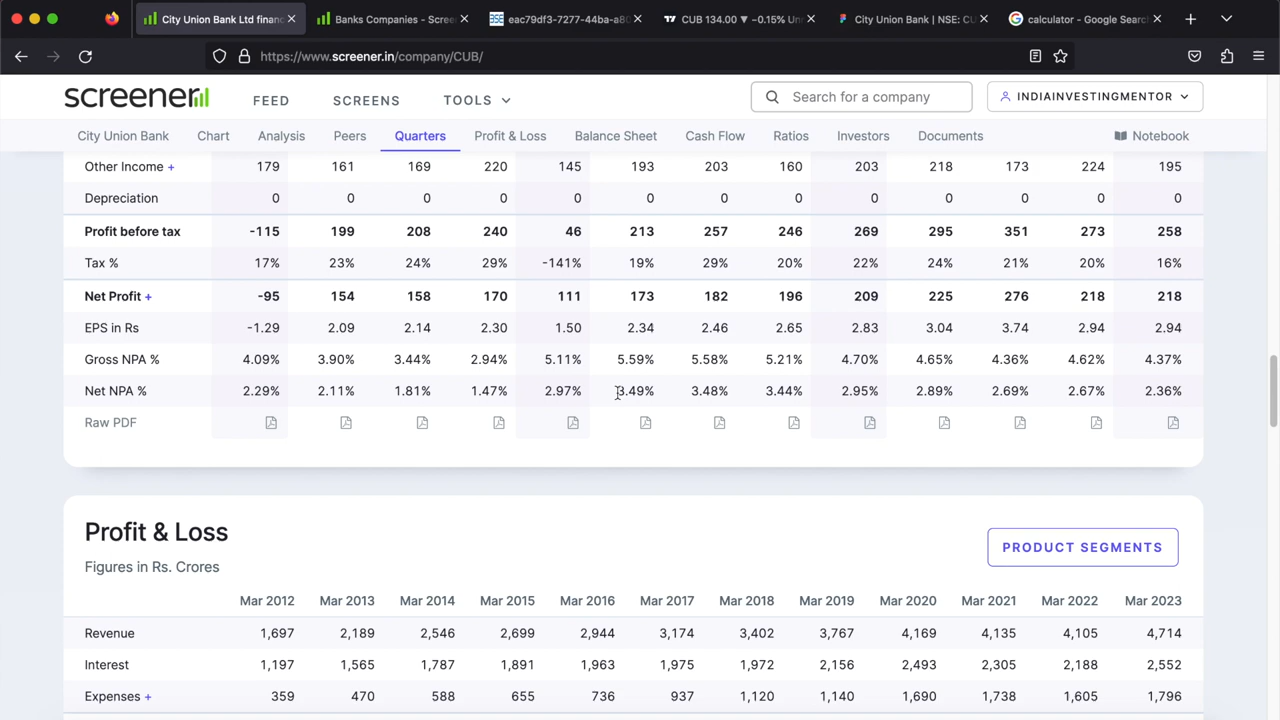 City Union Bank Ltd financ
Banks Companies - Scree
eac79df3-7277-44ba-a80
CUB 134.00 ▼ −0.15% Un
City Union Bank | NSE: CU
calculator - Google Searc
https://www.screener.in/company/CUB/
screener
FEED
SCREENS
TOOLS
Search for a company
INDIAINVESTINGMENTOR
City Union Bank Chart Analysis Peers Quarters Profit & Loss Balance Sheet Cash Flow Ratios Investors Documents Notebook
Other Income + 179 161 169 220 145 193 203 160 203 218 173 224 195
Depreciation 0 0 0 0 0 0 0 0 0 0 0 0 0
Profit before tax -115 199 208 240 46 213 257 246 269 295 351 273 258
Tax % 17% 23% 24% 29% -141% 19% 29% 20% 22% 24% 21% 20% 16%
Net Profit + -95 154 158 170 111 173 182 196 209 225 276 218 218
EPS in Rs -1.29 2.09 2.14 2.30 1.50 2.34 2.46 2.65 2.83 3.04 3.74 2.94 2.94
Gross NPA % 4.09% 3.90% 3.44% 2.94% 5.11% 5.59% 5.58% 5.21% 4.70% 4.65% 4.36% 4.62% 4.37%
Net NPA % 2.29% 2.11% 1.81% 1.47% 2.97% 3.49% 3.48% 3.44% 2.95% 2.89% 2.69% 2.67% 2.36%
Raw PDF
Profit & Loss
PRODUCT SEGMENTS
Figures in Rs. Crores
Mar 2012 Mar 2013 Mar 2014 Mar 2015 Mar 2016 Mar 2017 Mar 2018 Mar 2019 Mar 2020 Mar 2021 Mar 2022 Mar 2023
Revenue 1,697 2,189 2,546 2,699 2,944 3,174 3,402 3,767 4,169 4,135 4,105 4,714
Interest 1,197 1,565 1,787 1,891 1,963 1,975 1,972 2,156 2,493 2,305 2,188 2,552
Expenses + 359 470 588 655 736 937 1,120 1,140 1,690 1,738 1,605 1,796